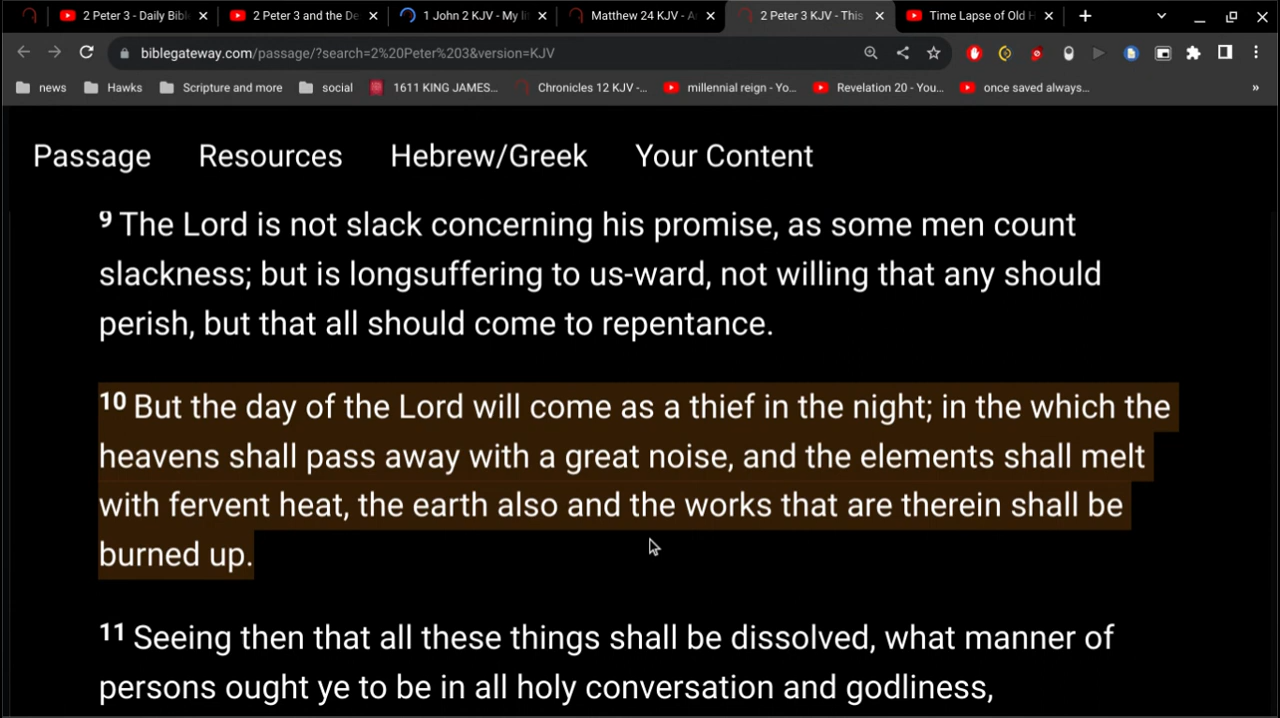 2 Peter 3 - Daily Bibl
2 Peter 3 and the De
1 John 2 KJV - My li
Matthew 24 KJV - A
2 Peter 3 KJV - This
Time Lapse of Old H
biblegateway.com/passage/?search=2%20Peter%203&version=KJV
news
Hawks
Scripture and more
social
1611 KING JAMES...
Chronicles 12 KJV -...
millennial reign - Yo...
Revelation 20 - You...
once saved always...
»
Passage
Resources
Hebrew/Greek
Your Content
9 The Lord is not slack concerning his promise, as some men count
slackness; but is longsuffering to us-ward, not willing that any should
perish, but that all should come to repentance.
10 But the day of the Lord will come as a thief in the night; in the which the
heavens shall pass away with a great noise, and the elements shall melt
with fervent heat, the earth also and the works that are therein shall be
burned up.
11 Seeing then that all these things shall be dissolved, what manner of
persons ought ye to be in all holy conversation and godliness,